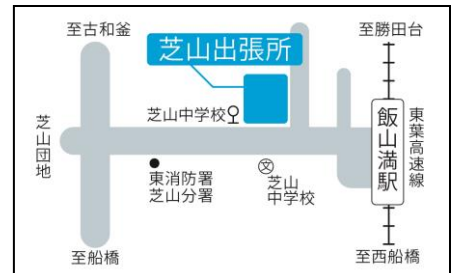 至古和釜
至勝田台
芝山出張所
芝山中学校
飯山満駅
東葉高速線
芝山団地
東消防署
芝山分署
文
芝山
中学校
至船橋
至西船橋